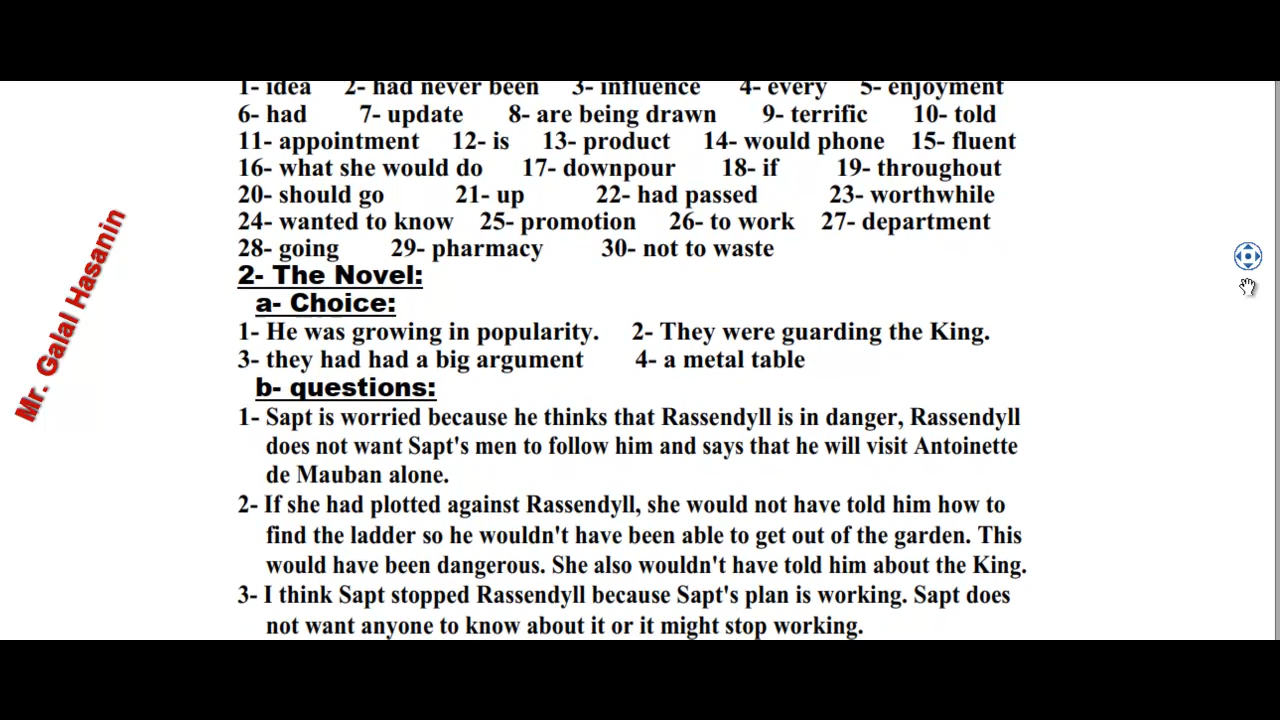 1- idea 2- had never been 3- influence 4- every 5- enjoyment
6- had 7- update 8- are being drawn 9- terrific 10- told
11- appointment 12- is 13- product 14- would phone 15- fluent
16- what she would do 17- downpour 18- if 19- throughout
20- should go 21- up 22- had passed 23- worthwhile
24- wanted to know 25- promotion 26- to work 27- department
28- going 29- pharmacy 30- not to waste
2- The Novel:
a- Choice:
1- He was growing in popularity. 2- They were guarding the King.
3- they had had a big argument 4- a metal table
b- questions:
1- Sapt is worried because he thinks that Rassendyll is in danger, Rassendyll
does not want Sapt's men to follow him and says that he will visit Antoinette
de Mauban alone.
2- If she had plotted against Rassendyll, she would not have told him how to
find the ladder so he wouldn't have been able to get out of the garden. This
would have been dangerous. She also wouldn't have told him about the King.
3- I think Sapt stopped Rassendyll because Sapt's plan is working. Sapt does
not want anyone to know about it or it might stop working.
Mr. Galal Hasanin